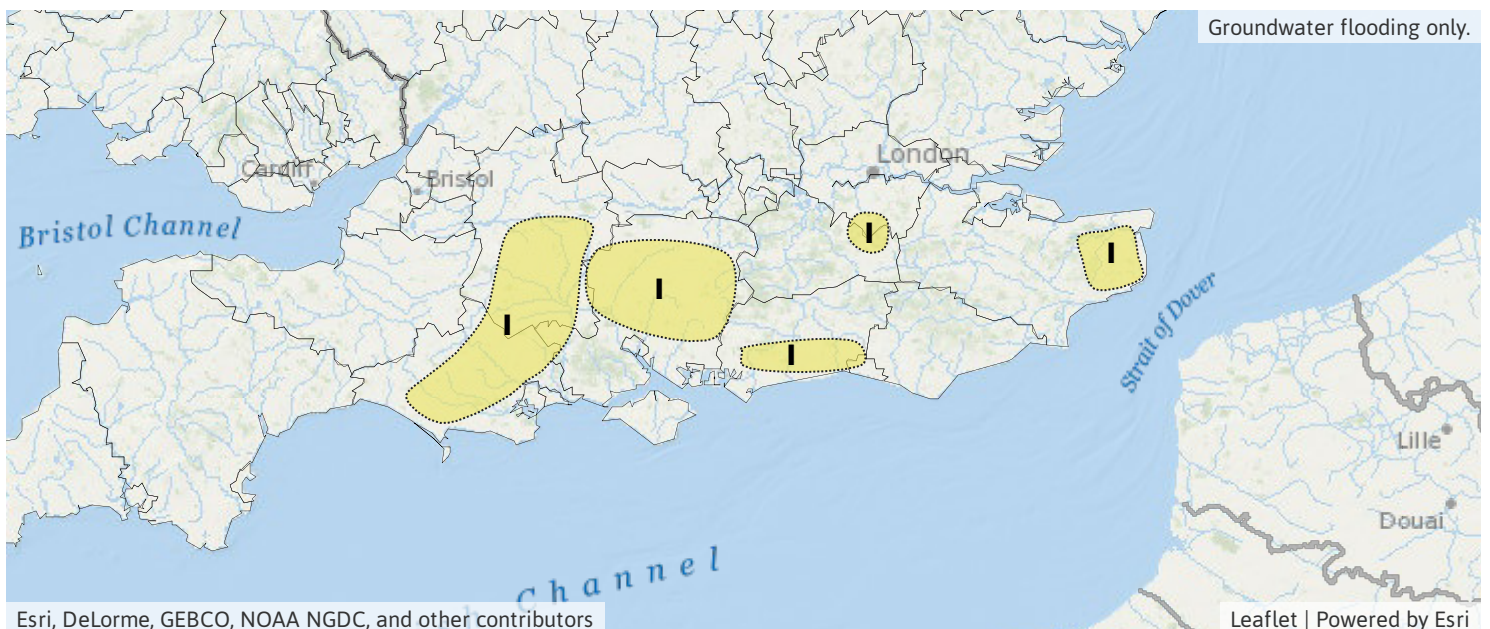 Groundwater flooding only.
London
Cardiff
Bristol
Bristol Channel
I
I
I
I
I
Strait of Dover
Lille
Douai
Channel
Esri, DeLorme, GEBCO, NOAA NGDC, and other contributors
Leaflet | Powered by Esri